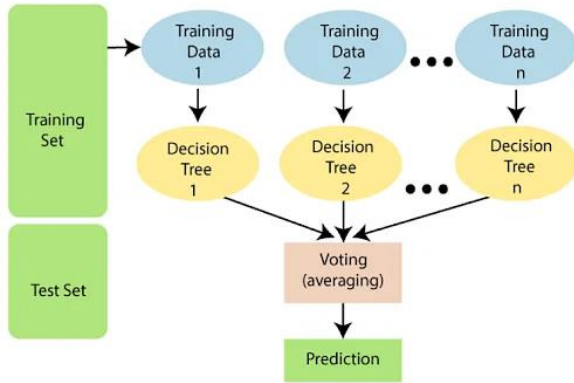 Training
Set
Training
Data
1
Training
Data
2
Training
Data
n
Decision
Tree
1
Decision
Tree
2
Decision
Tree
n
Test Set
Voting
(averaging)
Prediction